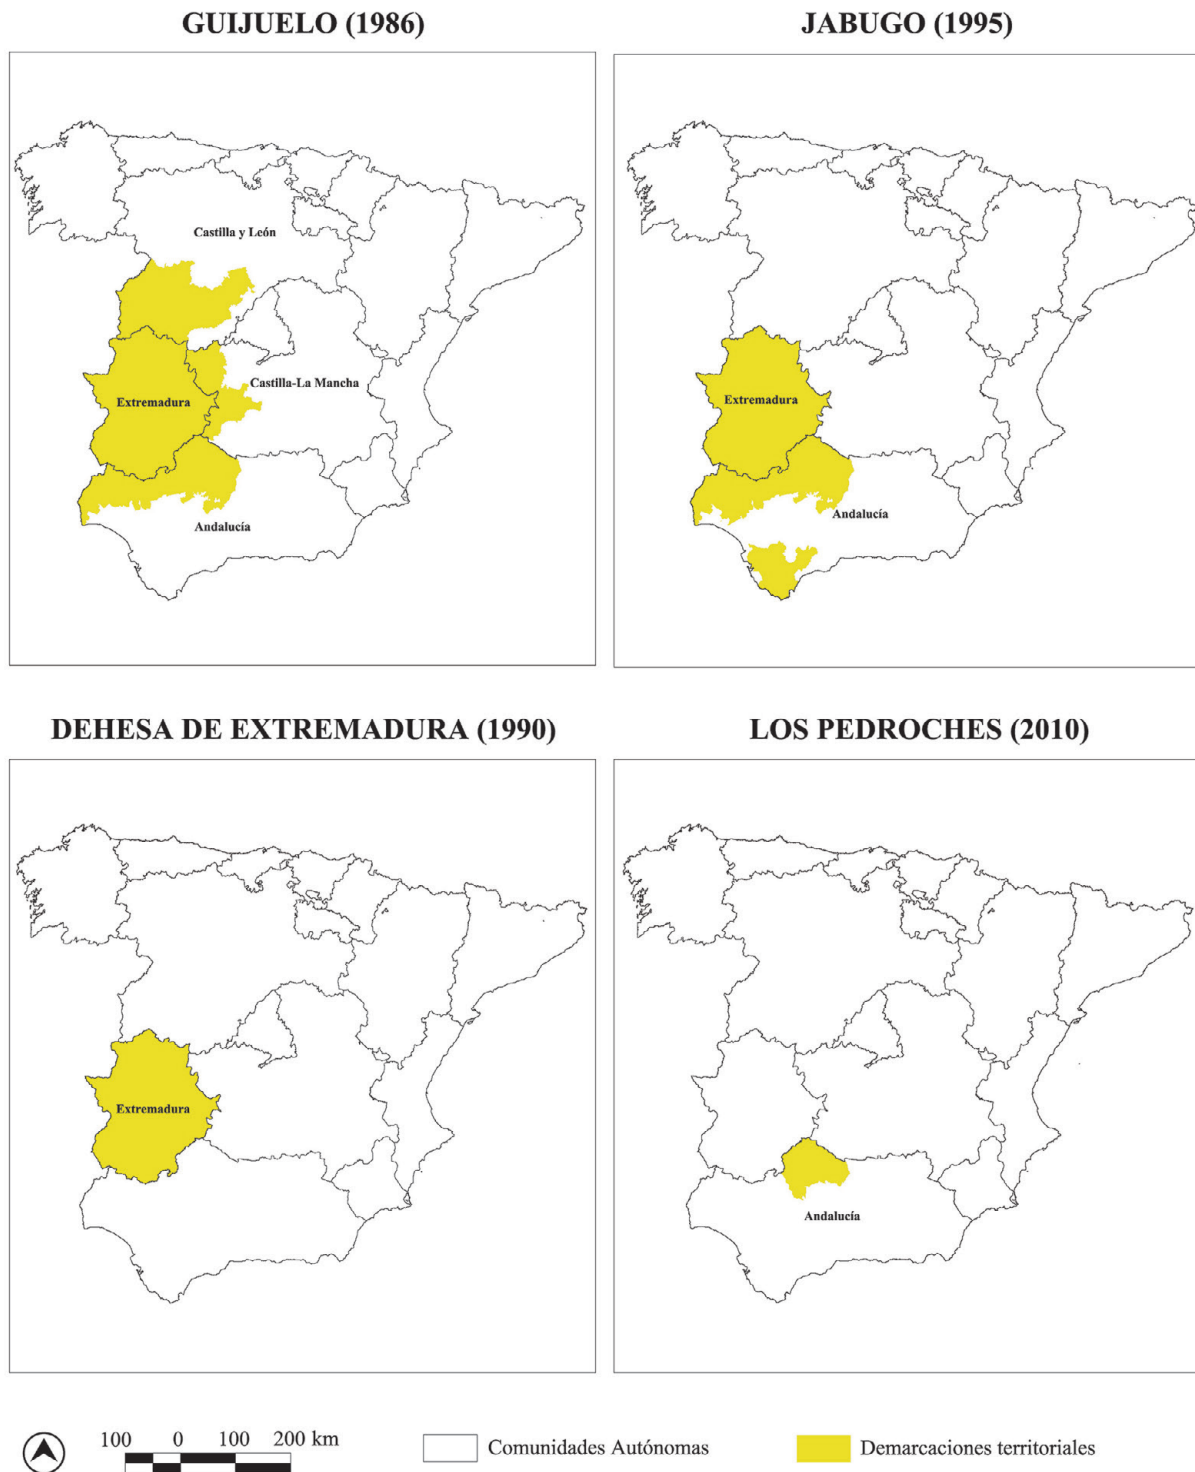 GUIJUELO (1986)
Castilla y León
Castilla-La Mancha
Extremadura
Andalucía
JABUGO (1995)
Extremadura
Andalucía
DEHESA DE EXTREMADURA (1990)
Extremadura
LOS PEDROCHES (2010)
Andalucía
100 0 100 200 km
Comunidades Autónomas
Demarcaciones territoriales